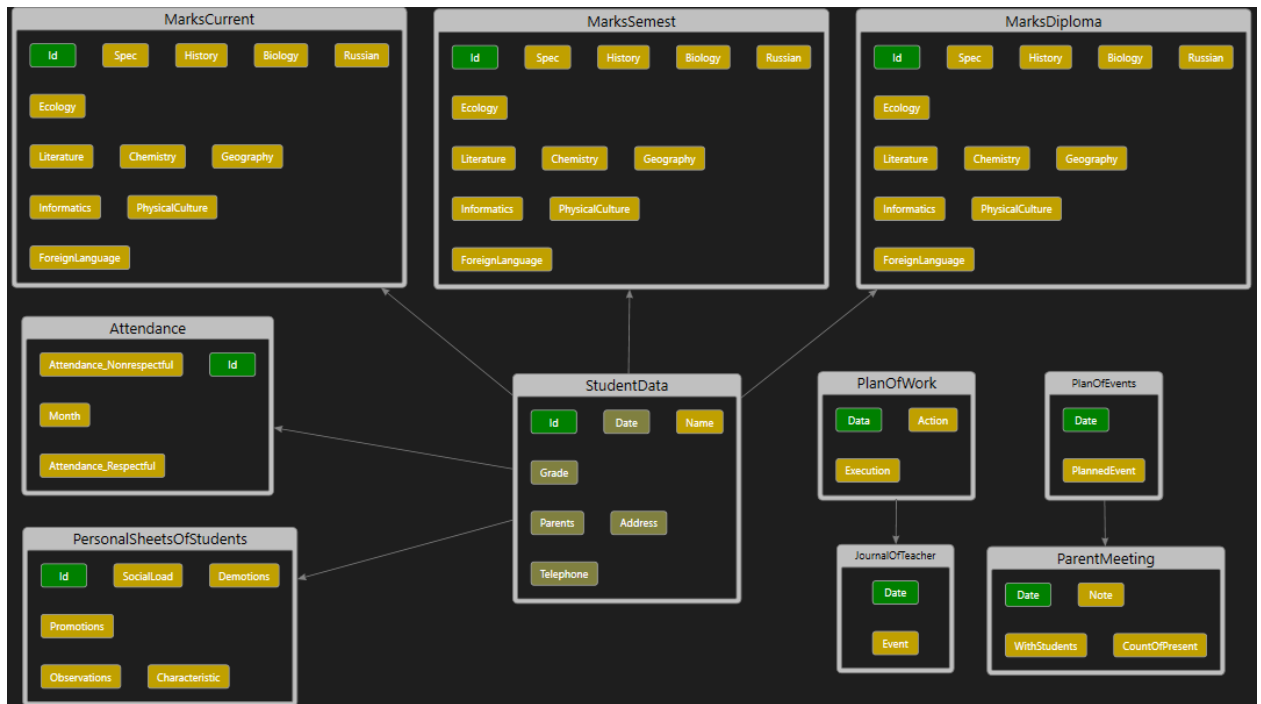 MarksCurrent
Id Spec History Biology Russian
Ecology
Literature Chemistry Geography
Informatics PhysicalCulture
ForeignLanguage
MarksSemest
Id Spec History Biology Russian
Ecology
Literature Chemistry Geography
Informatics PhysicalCulture
ForeignLanguage
MarksDiploma
Id Spec History Biology Russian
Ecology
Literature Chemistry Geography
Informatics PhysicalCulture
ForeignLanguage
Attendance
Attendance_Nonrespectful Id
Month
Attendance_Respectful
StudentData
Id Date Name
Grade
Parents Address
Telephone
PlanOfWork
Data Action
Execution
PlanOfEvents
Date
PlannedEvent
PersonalSheetsOfStudents
Id SocialLoad Demotions
Promotions
Observations Characteristic
JournalOfTeacher
Date
Event
ParentMeeting
Date Note
WithStudents CountOfPresent